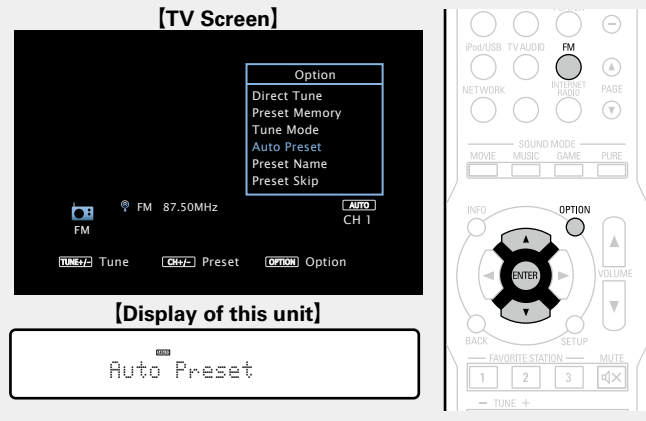 【TV Screen】
Option
Direct Tune
Preset Memory
Tune Mode
Auto Preset
Preset Name
Preset Skip
FM 87.50MHz
AUTO
CH 1
FM
TUNE+/- Tune
CH+/- Preset
OPTION Option
【Display of this unit】
Auto Preset
iPod/USB TV AUDIO FM
NETWORK INTERNET RADIO PAGE
SOUND MODE
MOVIE MUSIC GAME PURE
INFO OPTION
ENTER
VOLUME
BACK SETUP
FAVORITE STATION MUTE
1 2 3
- TUNE +